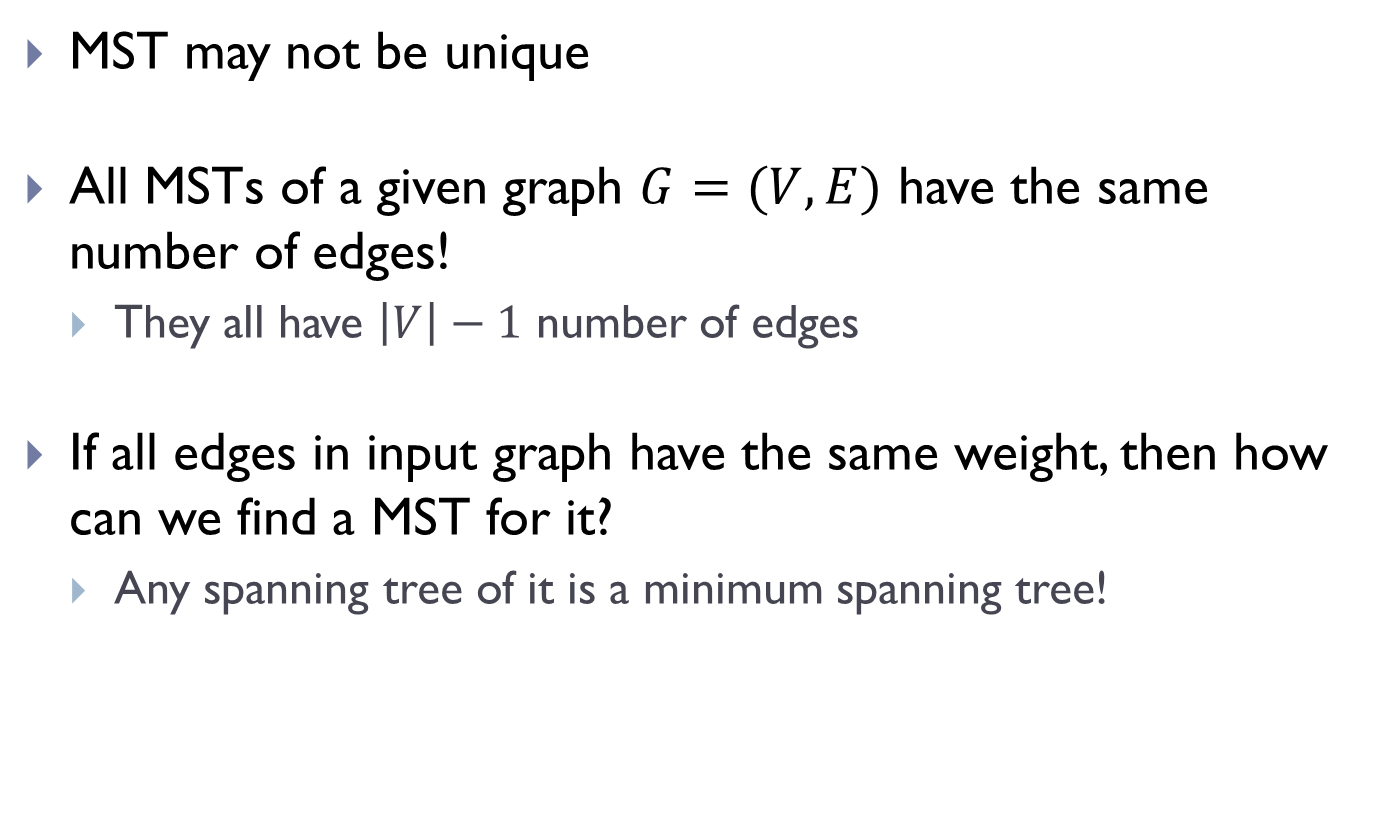 MST may not be unique
All MSTs of a given graph G = (V, E) have the same
number of edges!
They all have |V| − 1 number of edges
If all edges in input graph have the same weight, then how
can we find a MST for it?
Any spanning tree of it is a minimum spanning tree!